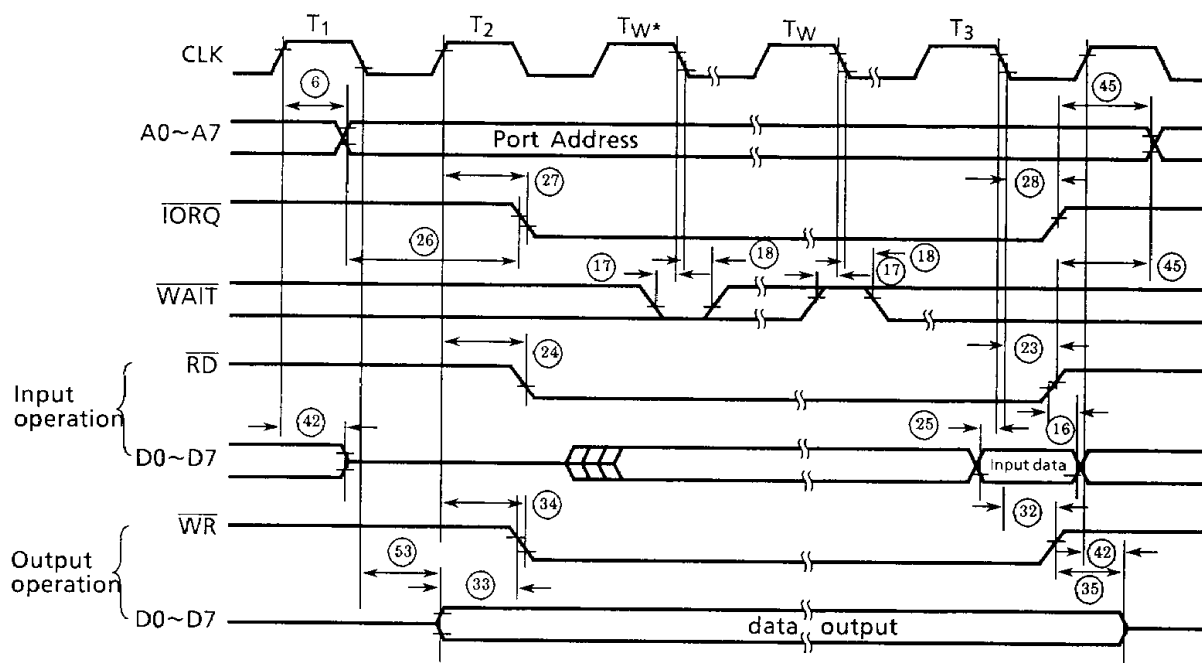 T1 T2 TW* TW T3
CLK
6 45
A0~A7 Port Address
27 28
IORQ
26 17 18 17 18 45
WAIT
24 23
RD
Input operation
42 25 16
D0~D7 Input data
34 32
WR
Output operation
53 33 42
35
D0~D7 data output